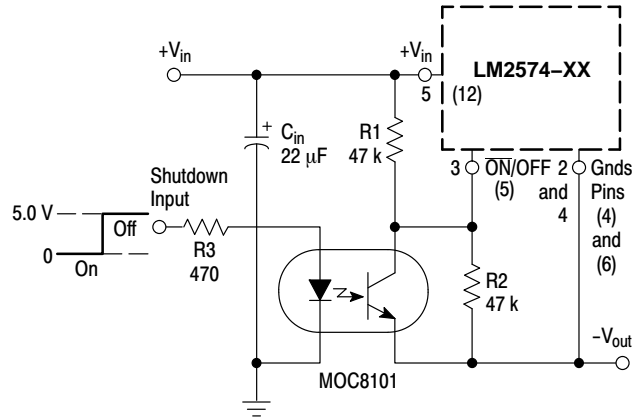 +Vin
+Vin
LM2574–XX
5
(12)
Cin
22 µF
R1
47 k
3
ON/OFF
(5)
2
and
4
Gnds
Pins
(4)
and
(6)
Shutdown
Input
5.0 V
Off
0
On
R3
470
R2
47 k
–Vout
MOC8101